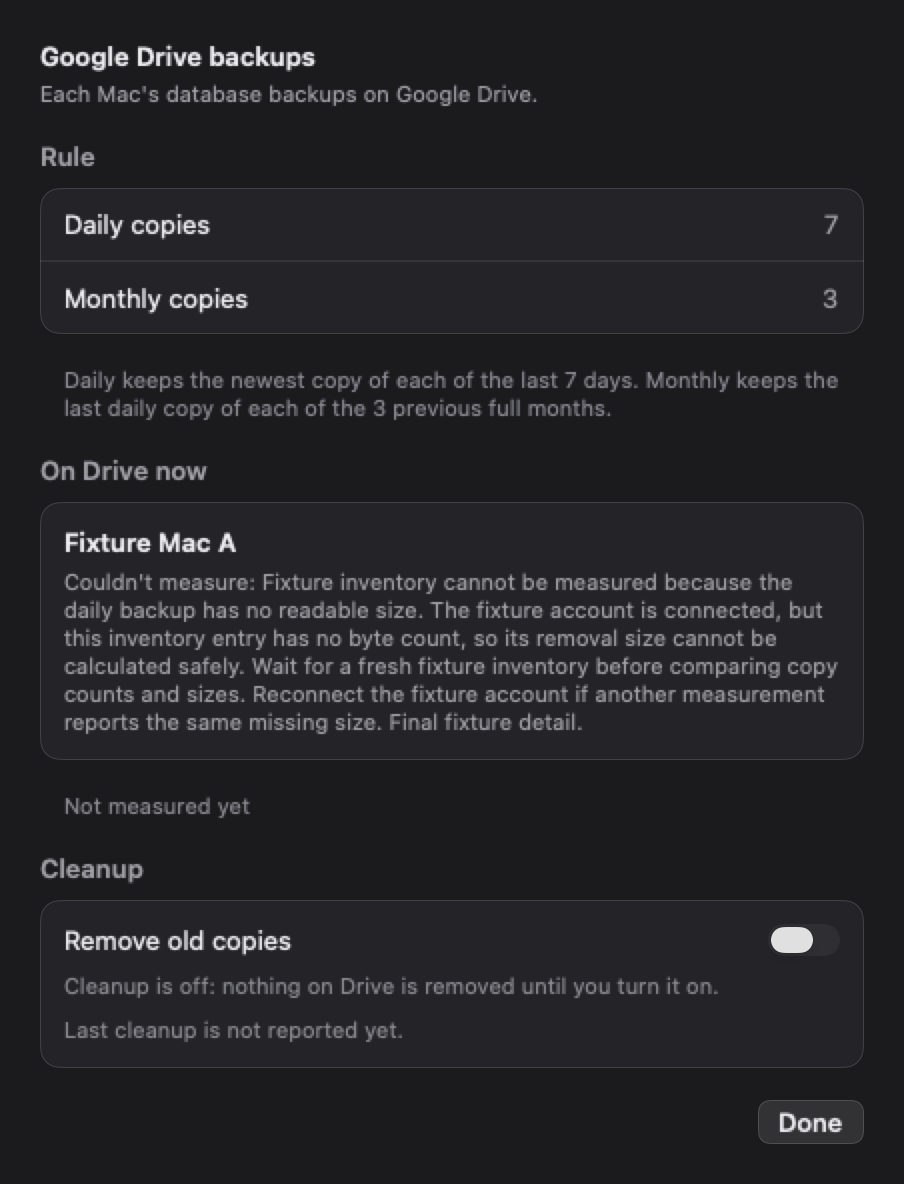 Google Drive backups
Each Mac's database backups on Google Drive.
Rule
Daily copies 7
Monthly copies 3
Daily keeps the newest copy of each of the last 7 days. Monthly keeps the
last daily copy of each of the 3 previous full months.
On Drive now
Fixture Mac A
Couldn't measure: Fixture inventory cannot be measured because the
daily backup has no readable size. The fixture account is connected, but
this inventory entry has no byte count, so its removal size cannot be
calculated safely. Wait for a fresh fixture inventory before comparing copy
counts and sizes. Reconnect the fixture account if another measurement
reports the same missing size. Final fixture detail.
Not measured yet
Cleanup
Remove old copies
Cleanup is off: nothing on Drive is removed until you turn it on.
Last cleanup is not reported yet.
Done